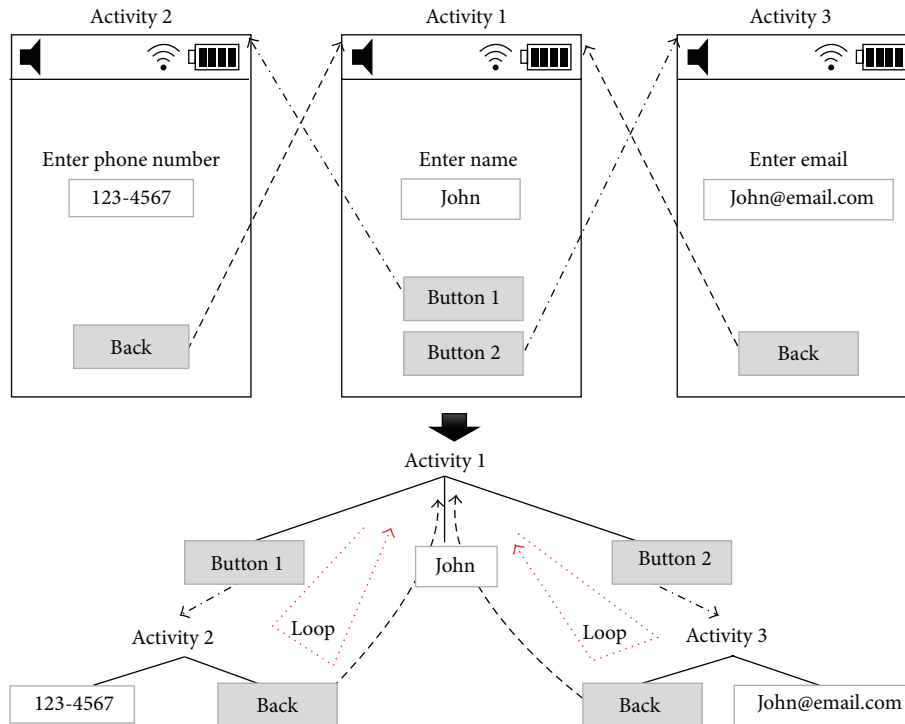 Activity 2
Activity 1
Activity 3
Enter phone number
123-4567
Back
Enter name
John
Button 1
Button 2
Enter email
John@email.com
Back
Activity 1
Button 1
John
Button 2
Activity 2
Loop
Loop
Activity 3
123-4567
Back
Back
John@email.com